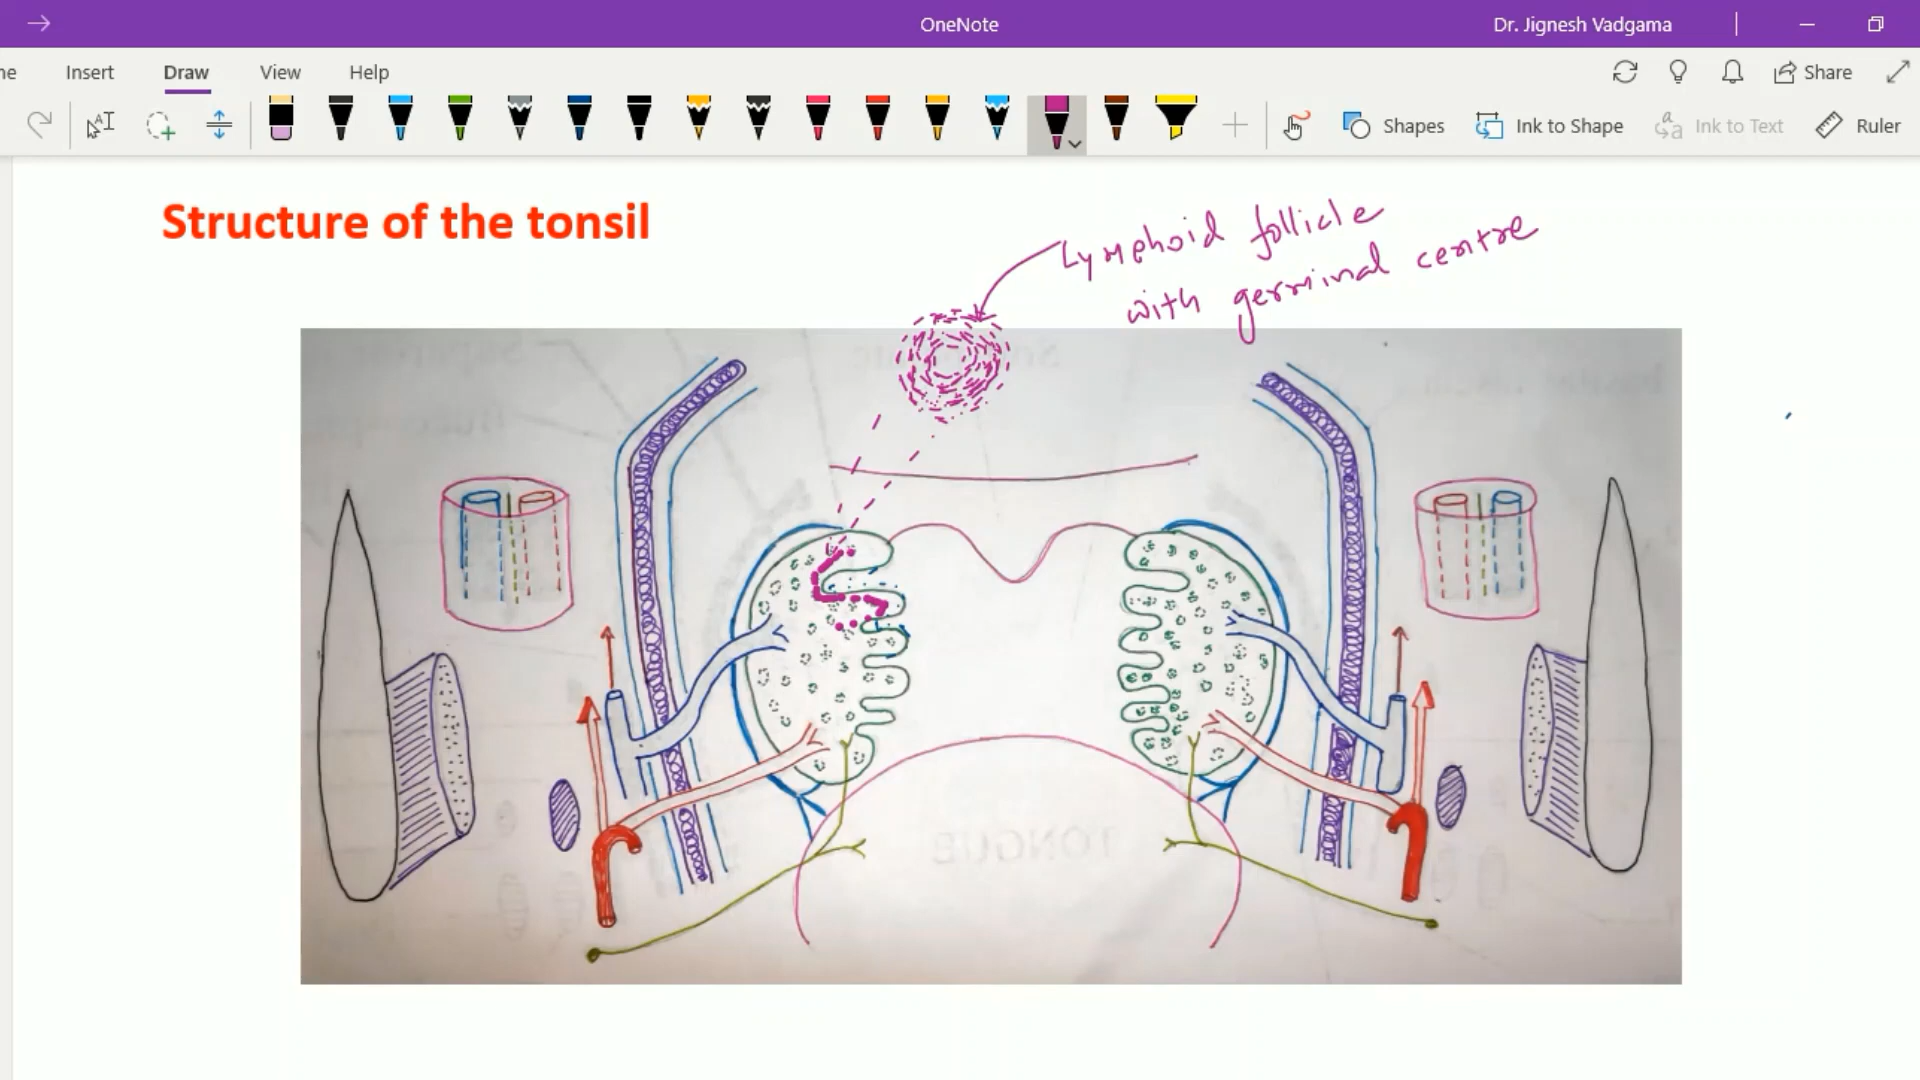 OneNote
Dr. Jignesh Vadgama
Insert
Draw
View
Help
Share
Shapes
Ink to Shape
Ink to Text
Ruler
Structure of the tonsil
Lymphoid follicle
with germinal centre
TONGUE